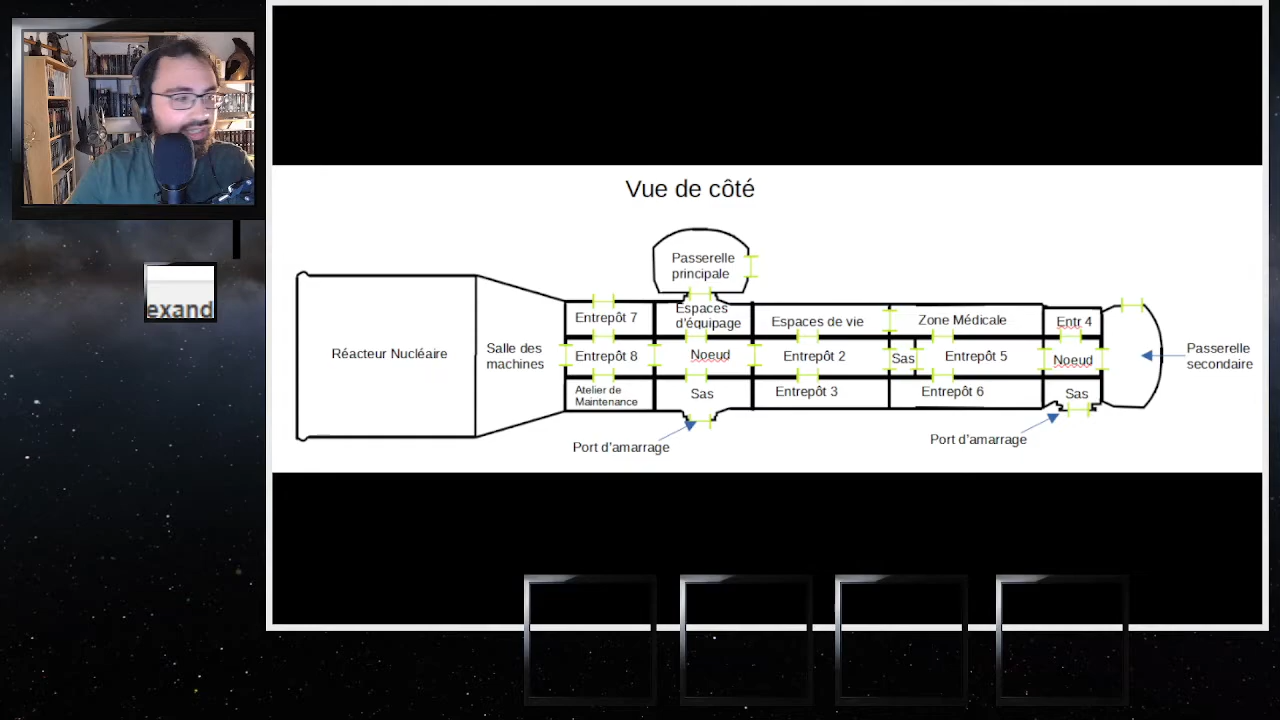 exand
Vue de côté
Passerelle
principale
Entrepôt 7
Espaces
d'équipage
Espaces de vie
Zone Médicale
Entr 4
Réacteur Nucléaire
Salle des
machines
Entrepôt 8
Noeud
Entrepôt 2
Sas
Entrepôt 5
Noeud
Passerelle
secondaire
Atelier de
Maintenance
Sas
Entrepôt 3
Entrepôt 6
Sas
Port d'amarrage
Port d'amarrage